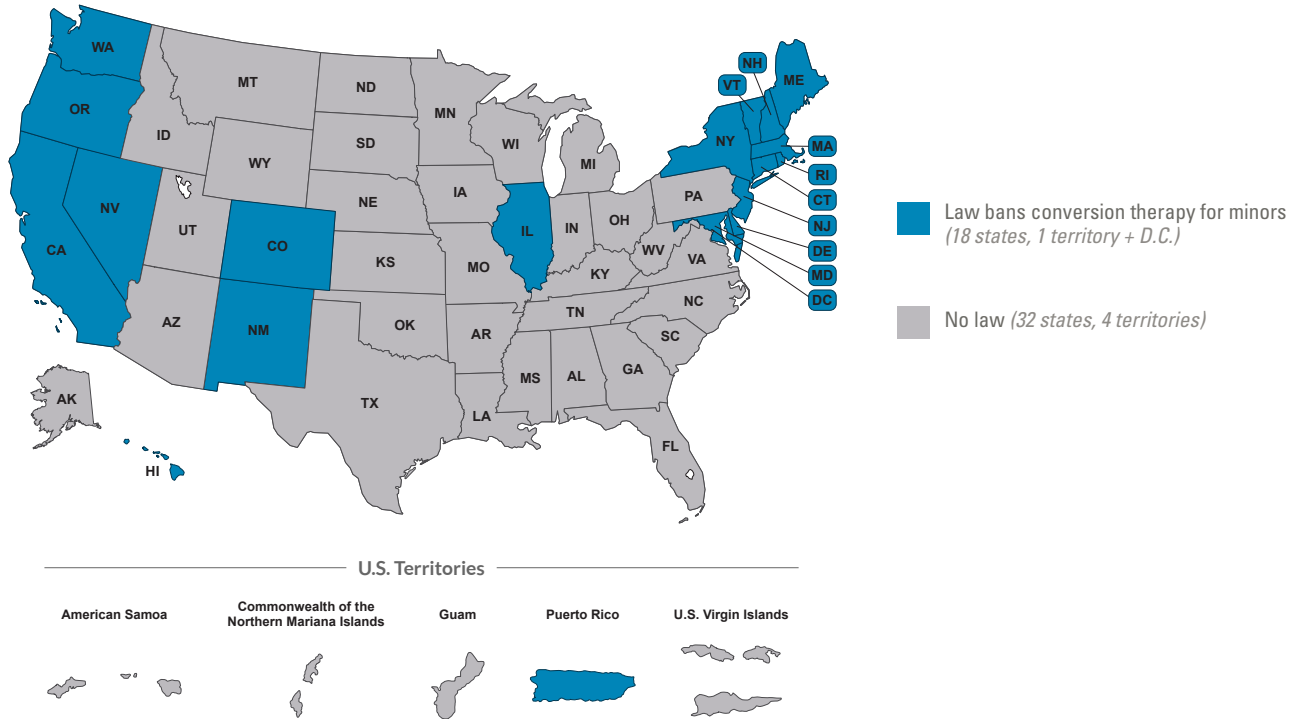 WA
OR
CA
NV
ID
MT
WY
UT
AZ
CO
NM
ND
SD
NE
KS
OK
TX
MN
IA
MO
AR
LA
WI
IL
MI
IN
OH
KY
TN
MS
AL
GA
FL
SC
NC
VA
WV
PA
NY
VT
NH
ME
MA
RI
CT
NJ
DE
MD
DC
AK
HI
Law bans conversion therapy for minors
(18 states, 1 territory + D.C.)
No law (32 states, 4 territories)
U.S. Territories
American Samoa
Commonwealth of the
Northern Mariana Islands
Guam
Puerto Rico
U.S. Virgin Islands